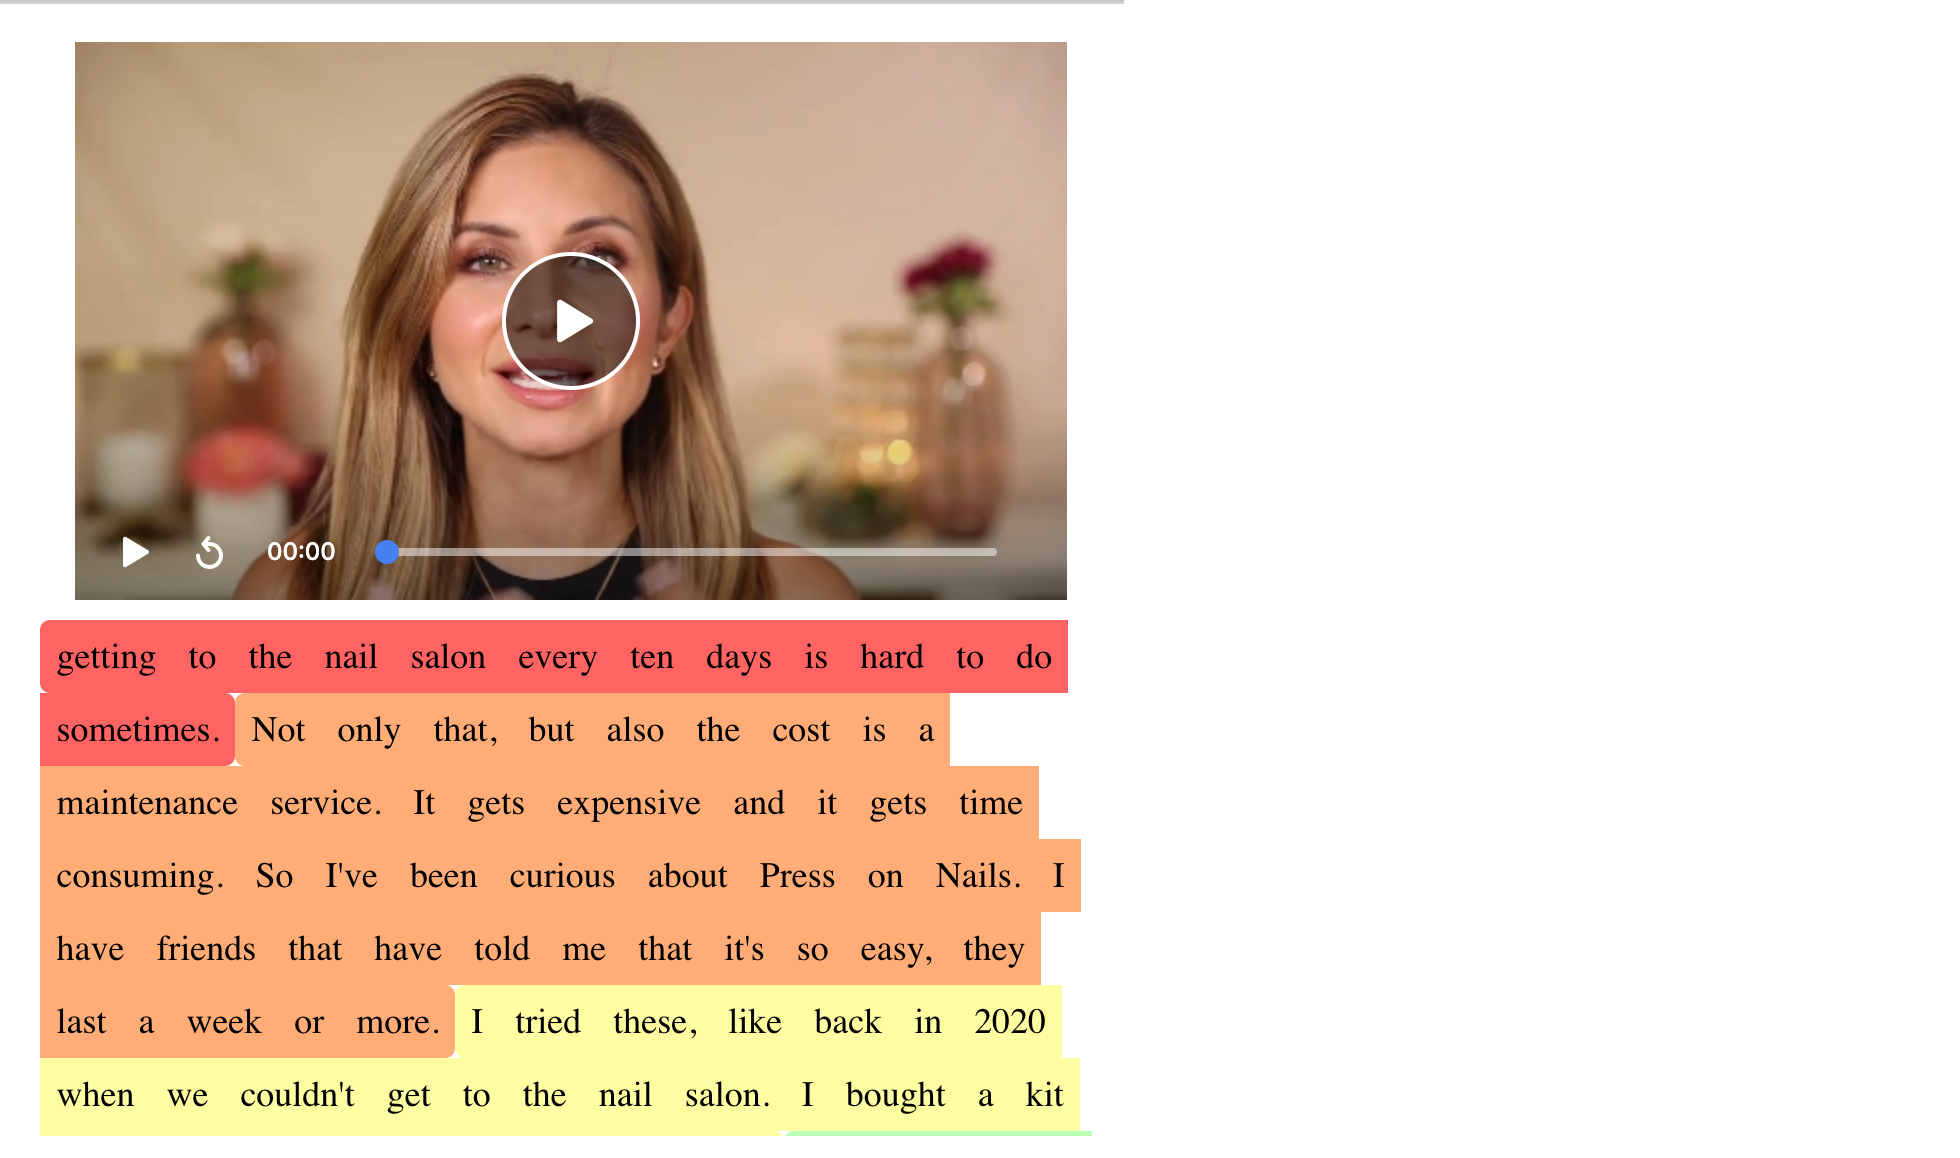 00:00
getting to the nail salon every ten days is hard to do
sometimes. Not only that, but also the cost is a
maintenance service. It gets expensive and it gets time
consuming. So I've been curious about Press on Nails. I
have friends that have told me that it's so easy, they
last a week or more. I tried these, like back in 2020
when we couldn't get to the nail salon. I bought a kit